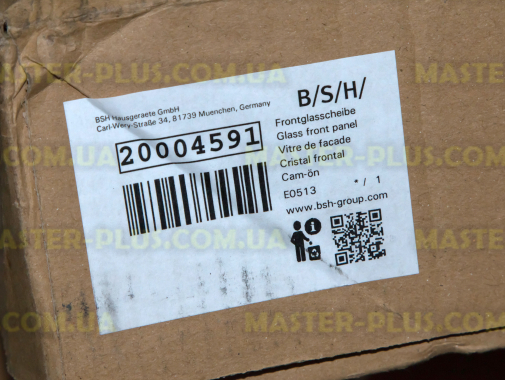 B/S/H/
BSH Hausgeraete GmbH
Carl-Wery-Straße 34, 81739 Muenchen, Germany
20004591
Frontglasscheibe
Glass front panel
Vitre de facade
Cristal frontal
Cam-ön
E0513 * / 1
www.bsh-group.com
MASTER-PLUS.COM.UA